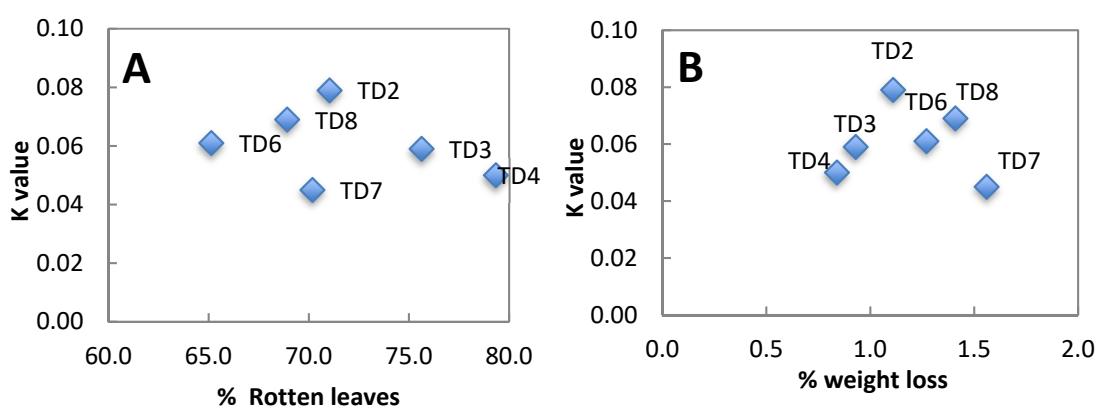 A
0.10
0.08
0.06
0.04
0.02
0.00
K value
TD2
TD8
TD6
TD3
TD4
TD7
60.0 65.0 70.0 75.0 80.0
% Rotten leaves
B
0.10
0.08
0.06
0.04
0.02
0.00
K value
TD2
TD6
TD8
TD3
TD4
TD7
0.0 0.5 1.0 1.5 2.0
% weight loss